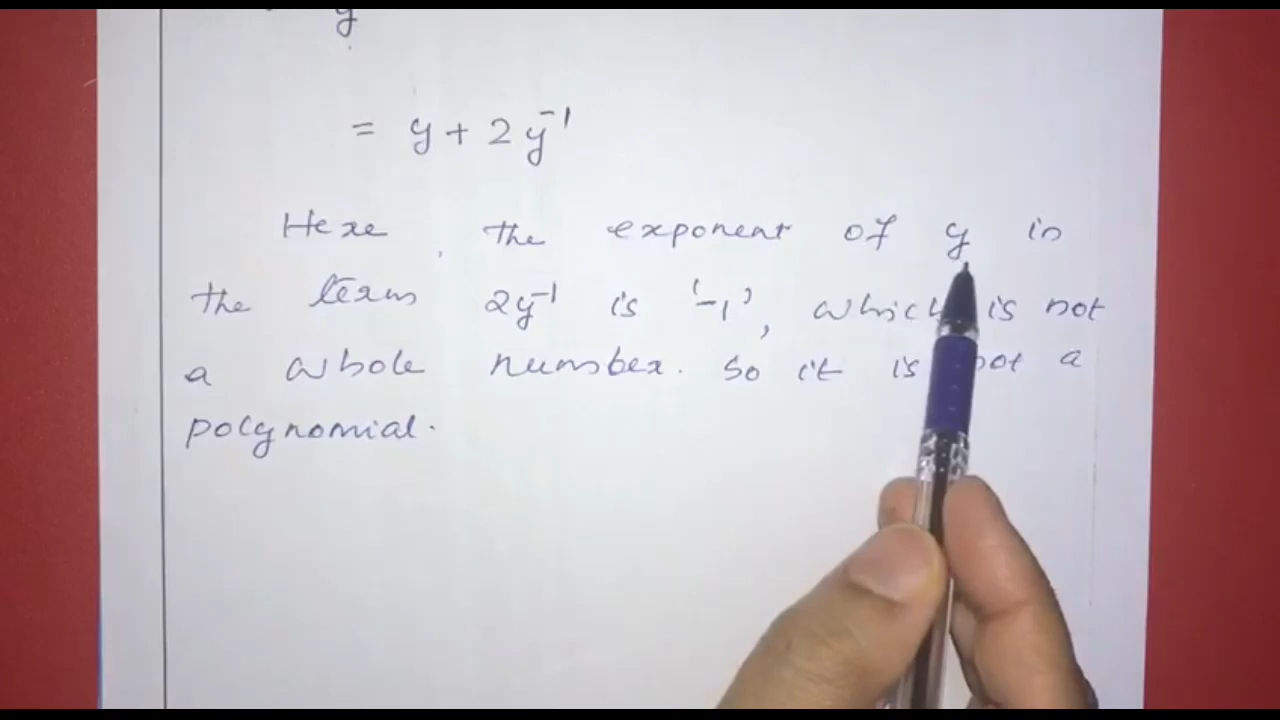 y
= y + 2y⁻¹
Here, the exponent of y in
the term 2y⁻¹ is '-1', which is not
a whole number. So it is not a
polynomial.